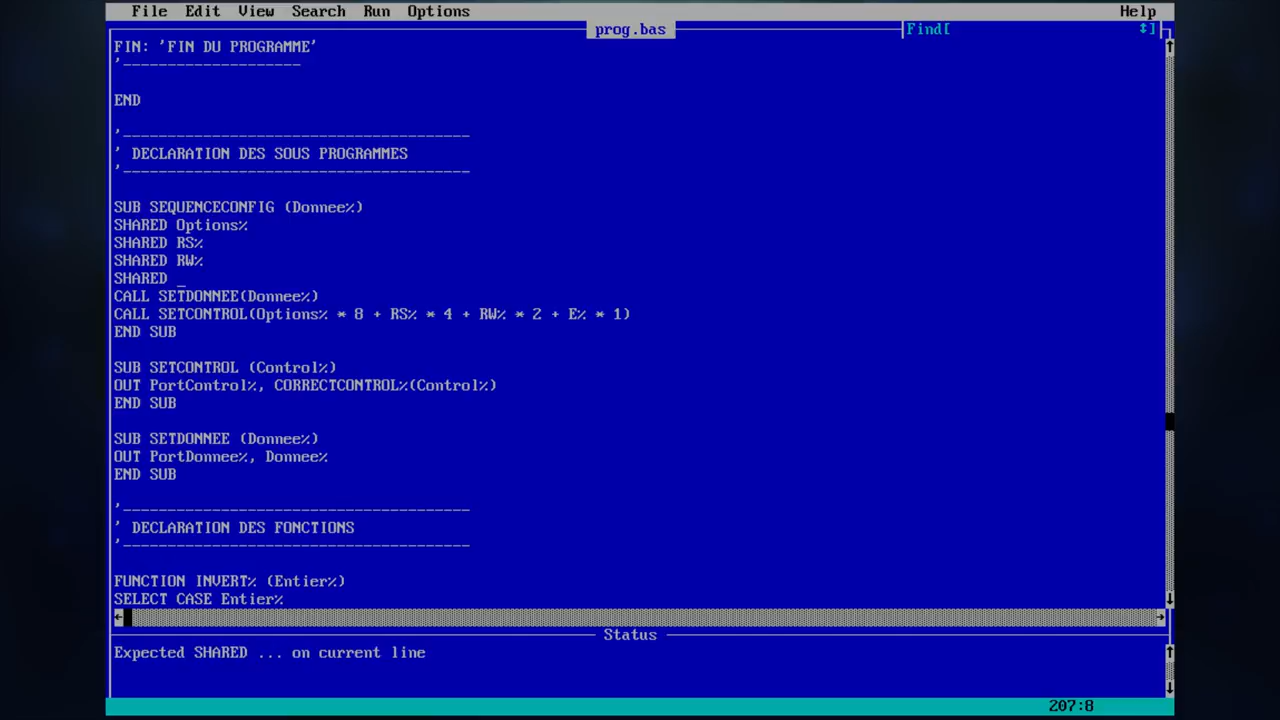 File Edit View Search Run Options Help
prog.bas Find[ ↕]
FIN: 'FIN DU PROGRAMME'
'--------------------
END
'---------------------------------------
' DECLARATION DES SOUS PROGRAMMES
'---------------------------------------
SUB SEQUENCECONFIG (Donnee%)
SHARED Options%
SHARED RS%
SHARED RW%
SHARED _
CALL SETDONNEE(Donnee%)
CALL SETCONTROL(Options% * 8 + RS% * 4 + RW% * 2 + E% * 1)
END SUB
SUB SETCONTROL (Control%)
OUT PortControl%, CORRECTCONTROL%(Control%)
END SUB
SUB SETDONNEE (Donnee%)
OUT PortDonnee%, Donnee%
END SUB
'---------------------------------------
' DECLARATION DES FONCTIONS
'---------------------------------------
FUNCTION INVERT% (Entier%)
SELECT CASE Entier%
Status
Expected SHARED ... on current line
207:8